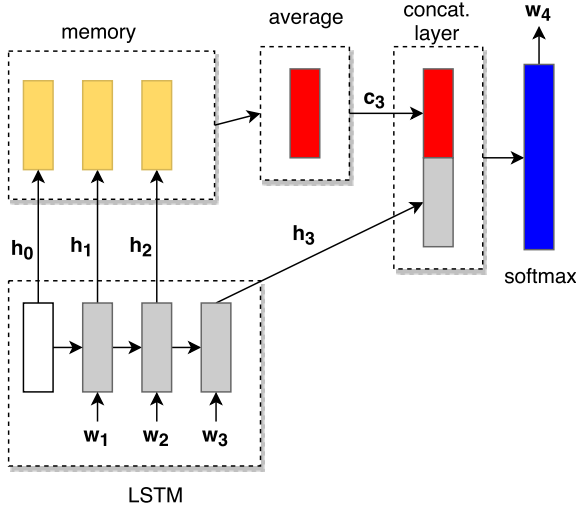 memory
average
concat.
layer
w4
c3
h0
h1
h2
h3
softmax
w1
w2
w3
LSTM